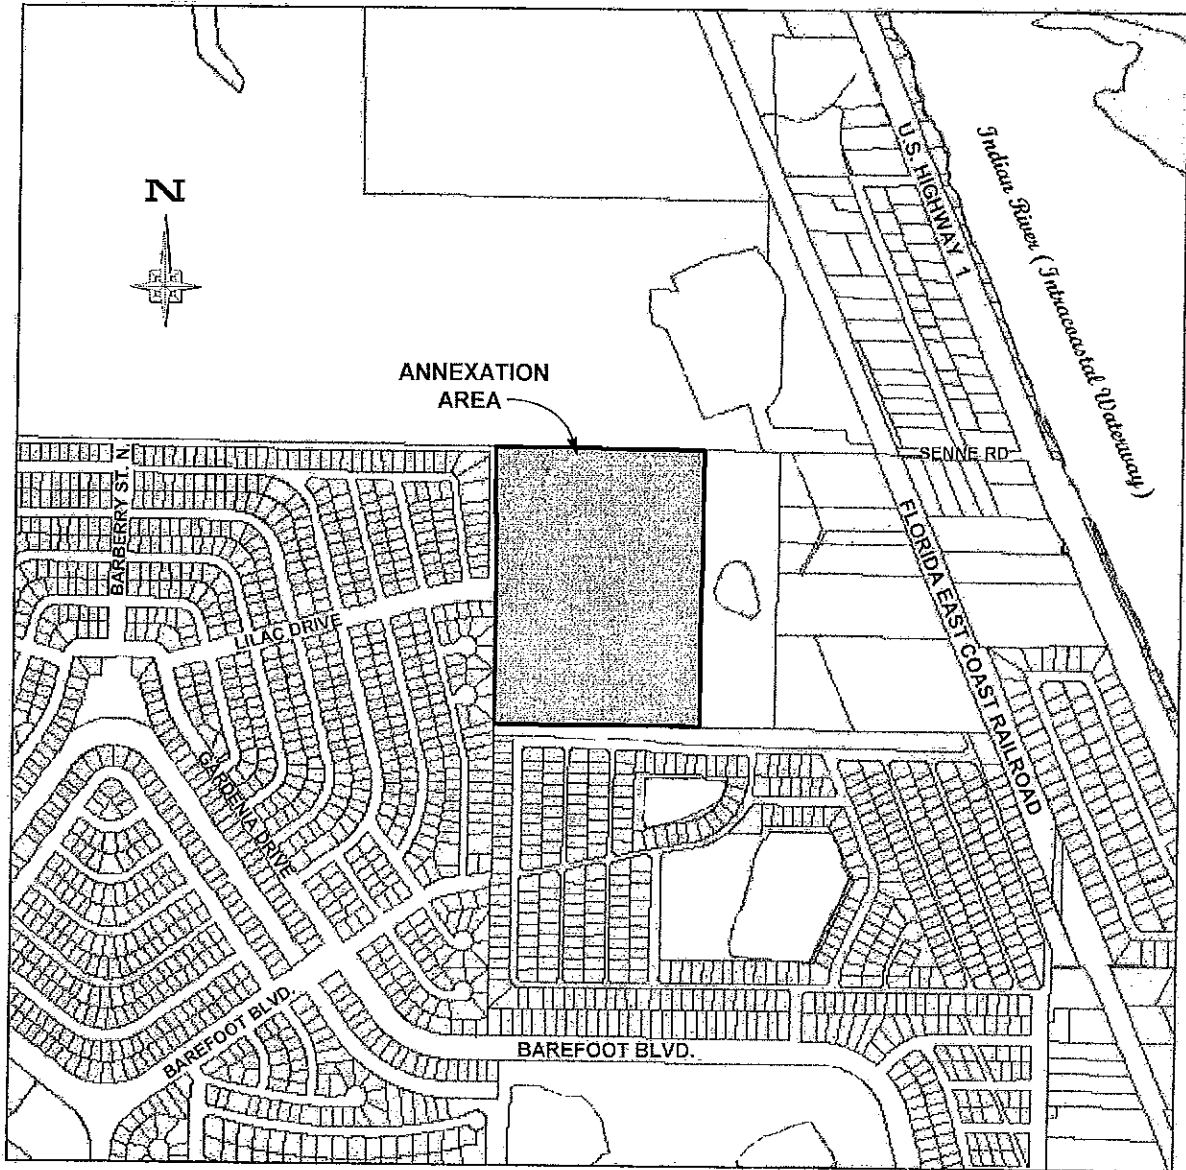 N
U.S. HIGHWAY 1
Indian River ( Intracoastal Waterway )
ANNEXATION
AREA
SENNE RD
BARBERRY ST. N.
FLORIDA EAST COAST RAILROAD
LILAC DRIVE
GARDENIA DRIVE
BAREFOOT BLVD.
BAREFOOT BLVD.